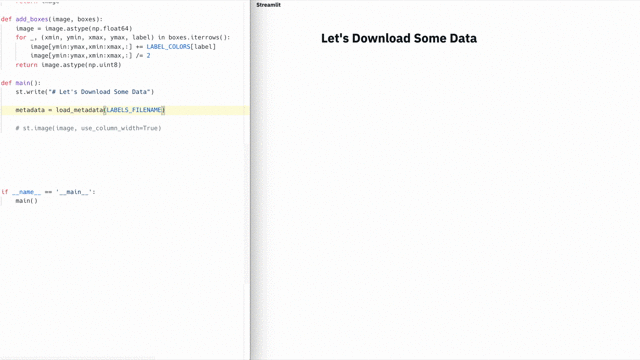 return image
def add_boxes(image, boxes):
    image = image.astype(np.float64)
    for _, (xmin, ymin, xmax, ymax, label) in boxes.iterrows():
        image[ymin:ymax,xmin:xmax,:] += LABEL_COLORS[label]
        image[ymin:ymax,xmin:xmax,:] /= 2
    return image.astype(np.uint8)
def main():
    st.write("# Let's Download Some Data")
    metadata = load_metadata(LABELS_FILENAME)
    # st.image(image, use_column_width=True)
if __name__ == '__main__':
    main()
Streamlit
Let's Download Some Data